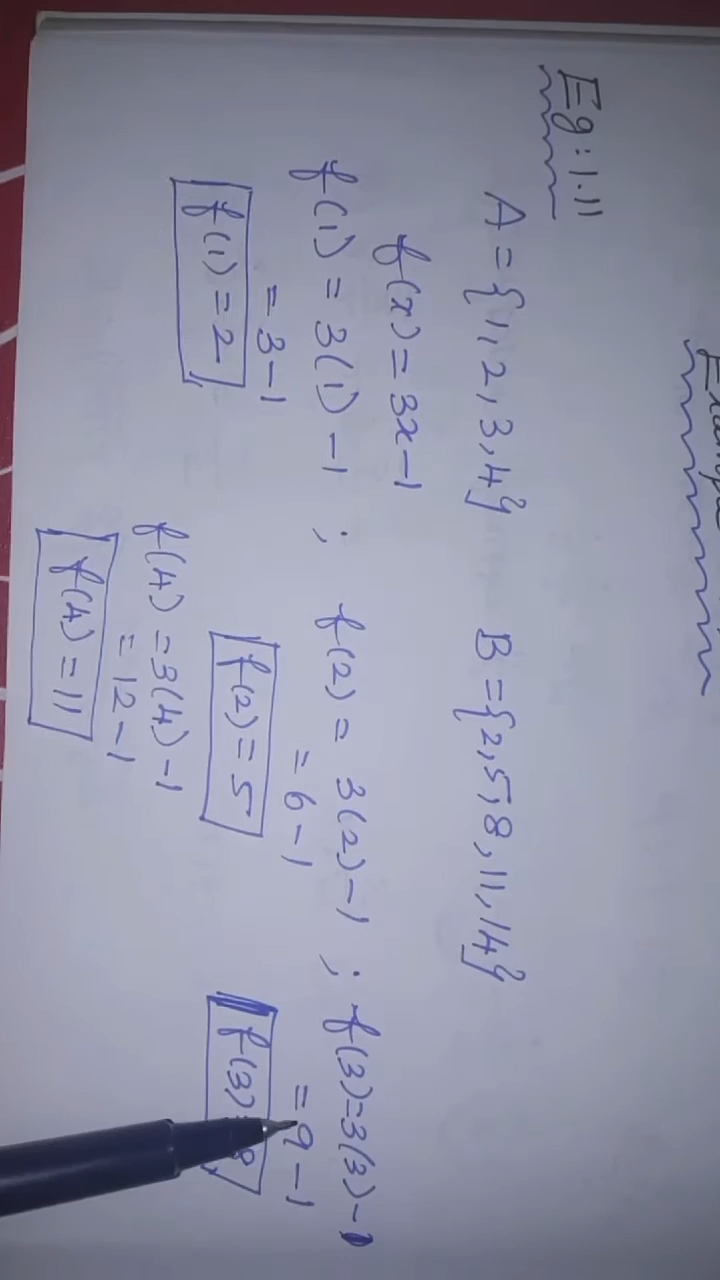 Eg: 1.11
A = {1, 2, 3, 4} B = {2, 5, 8, 11, 14}
f(x) = 3x - 1
f(1) = 3(1) - 1 ; f(2) = 3(2) - 1 ; f(3) = 3(3) - 1
= 3 - 1 = 6 - 1 = 9 - 1
f(1) = 2 f(2) = 5 f(3) = 8
f(4) = 3(4) - 1
= 12 - 1
f(4) = 11